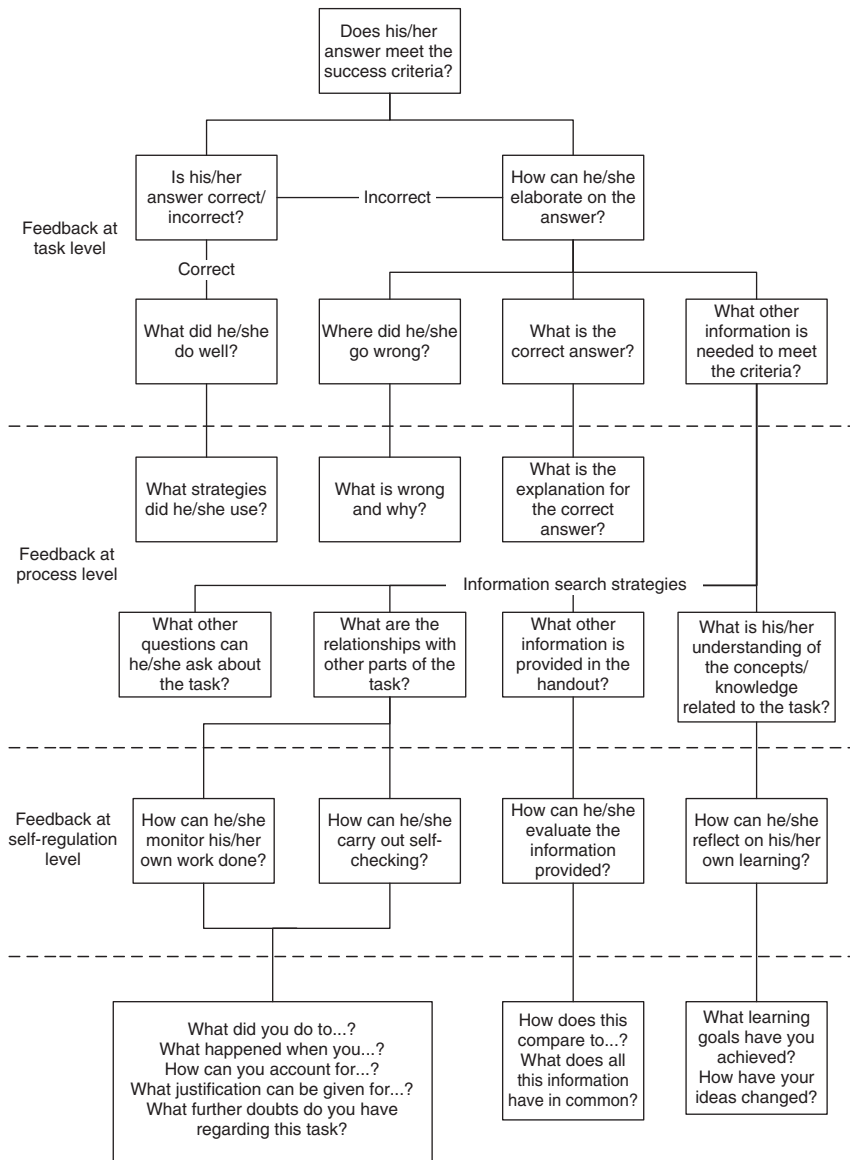 Does his/her
answer meet the
success criteria?
Is his/her
answer correct/
incorrect?
Incorrect
How can he/she
elaborate on the
answer?
Feedback at
task level
Correct
What did he/she
do well?
Where did he/she
go wrong?
What is the
correct answer?
What other
information is
needed to meet
the criteria?
What strategies
did he/she use?
What is wrong
and why?
What is the
explanation for
the correct
answer?
Feedback at
process level
Information search strategies
What other
questions can
he/she ask about
the task?
What are the
relationships with
other parts of the
task?
What other
information is
provided in the
handout?
What is his/her
understanding of
the concepts/
knowledge
related to the task?
Feedback at
self-regulation
level
How can he/she
monitor his/her
own work done?
How can he/she
carry out self-
checking?
How can he/she
evaluate the
information
provided?
How can he/she
reflect on his/her
own learning?
What did you do to...?
What happened when you...?
How can you account for...?
What justification can be given for...?
What further doubts do you have
regarding this task?
How does this
compare to...?
What does all
this information
have in common?
What learning
goals have you
achieved?
How have your
ideas changed?